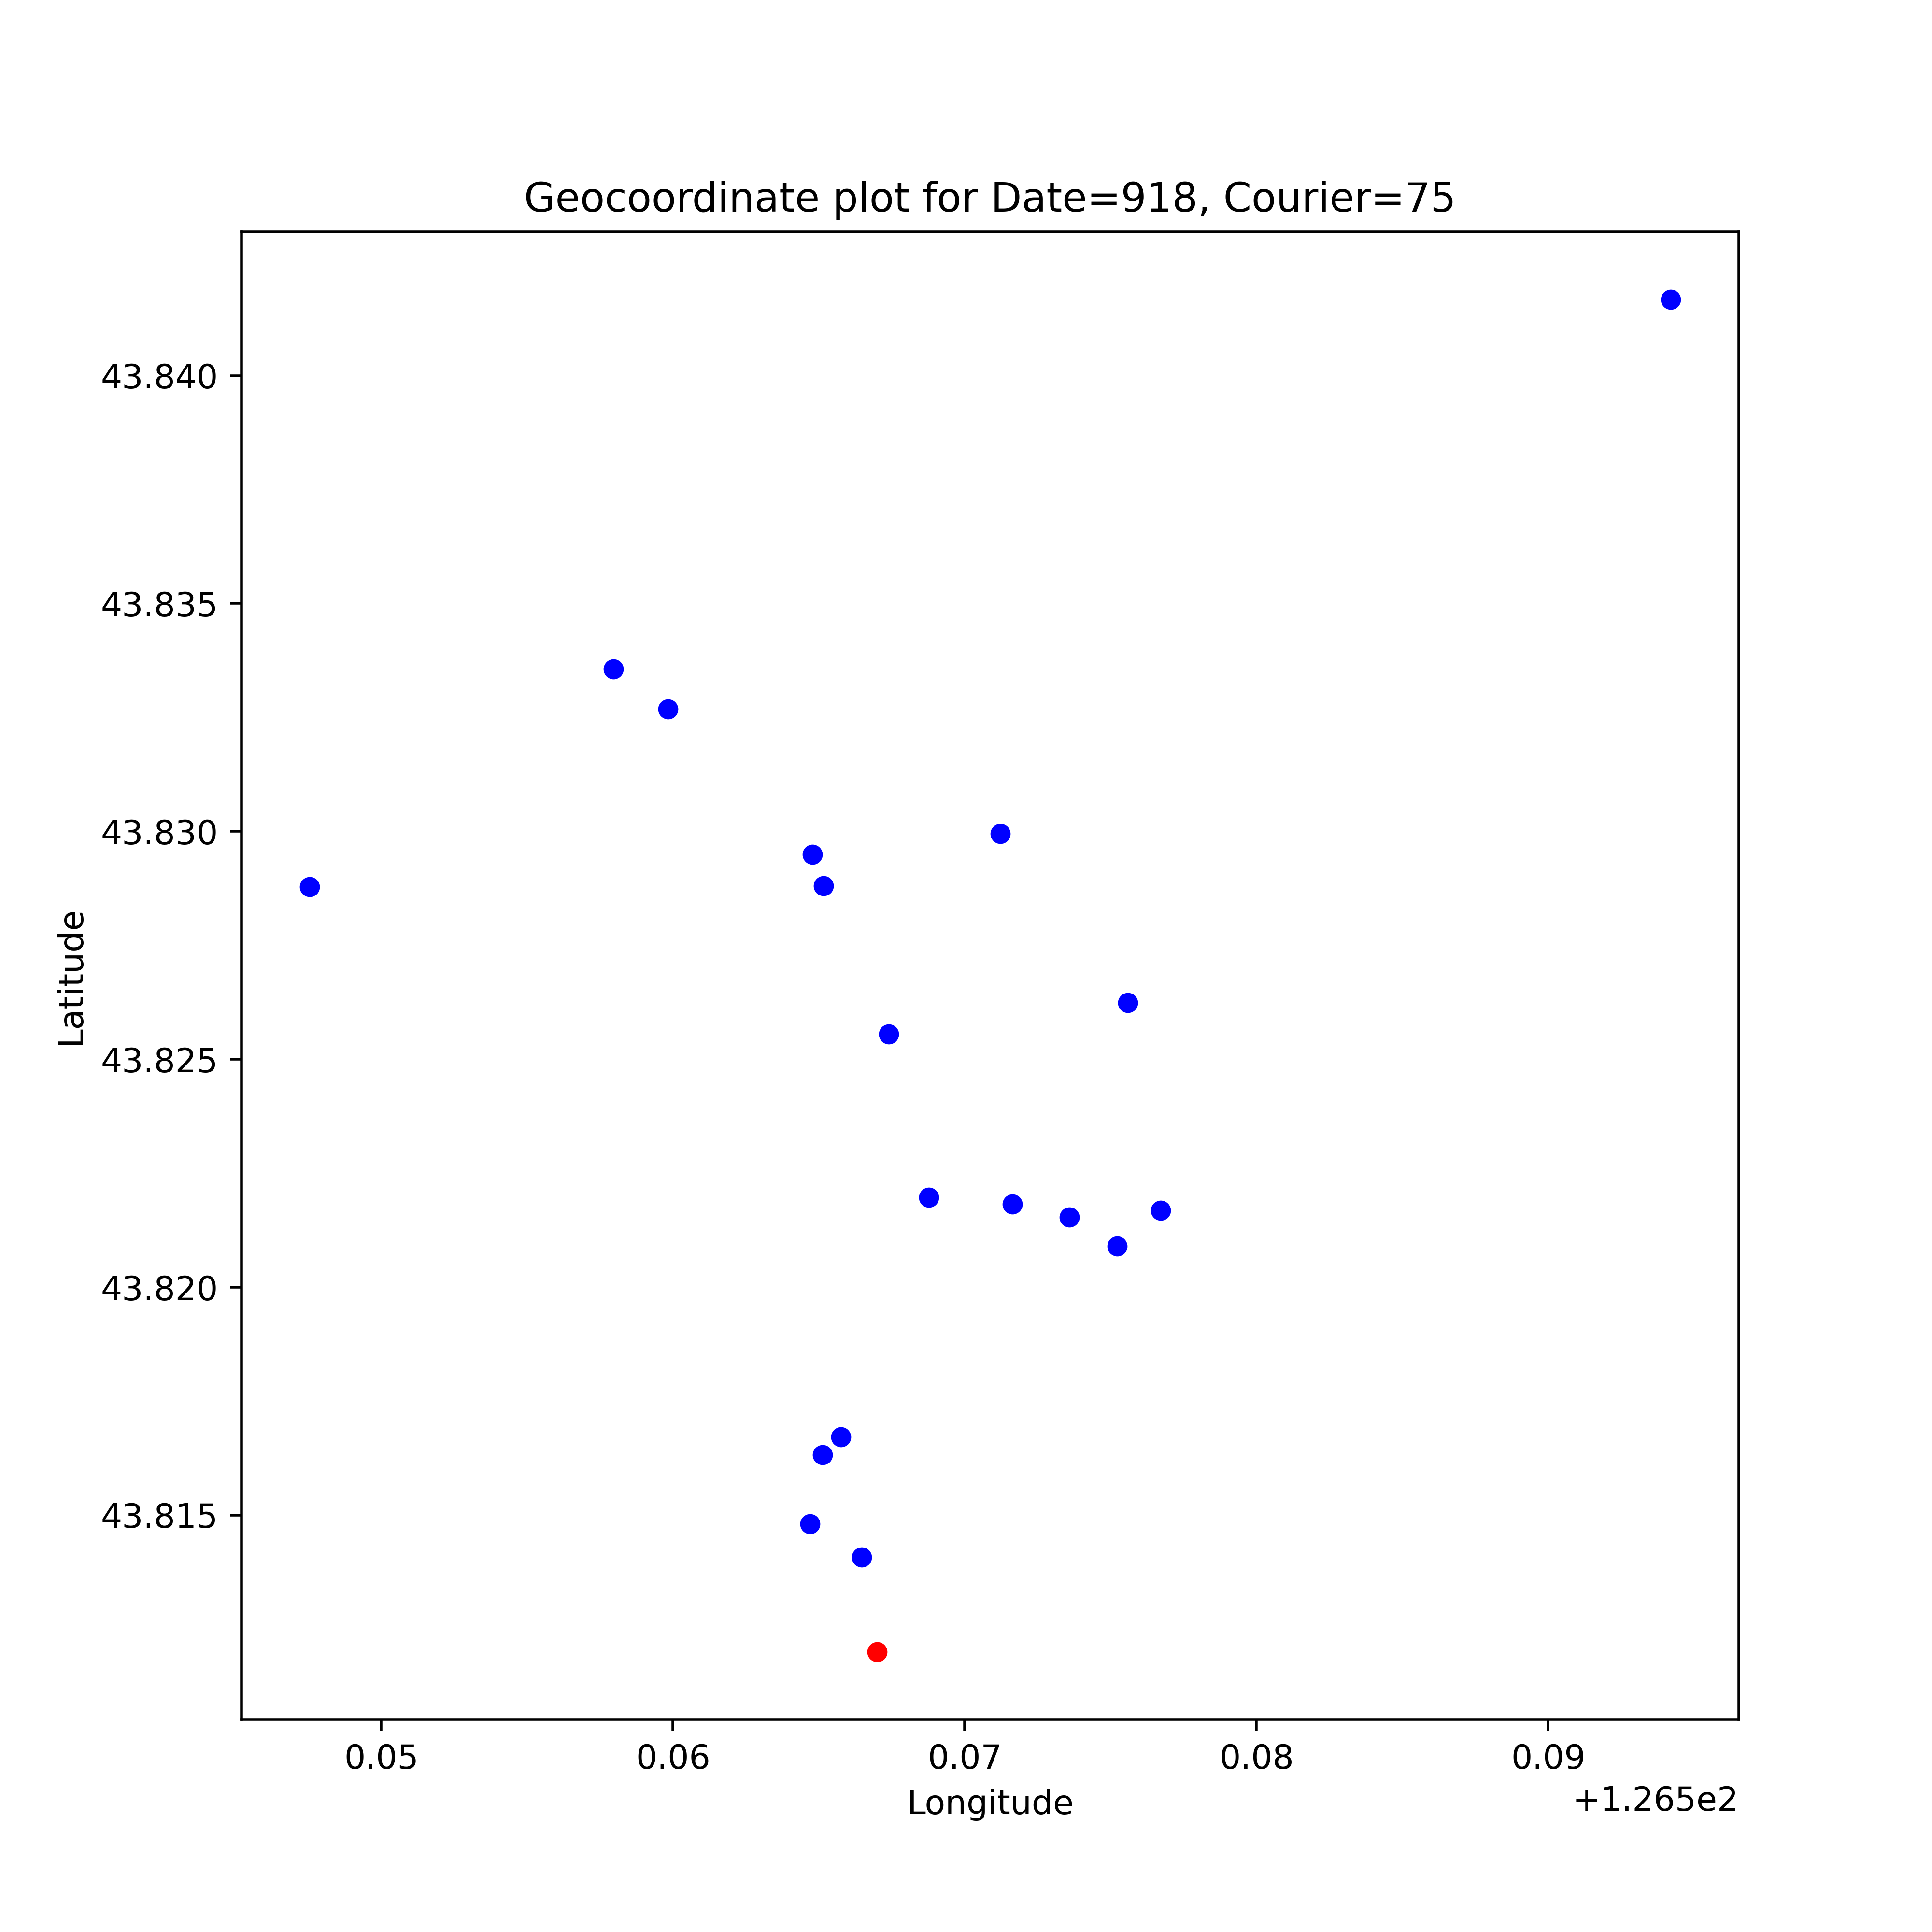 Geocoordinate plot for Date=918, Courier=75
43.840
43.835
43.830
43.825
43.820
43.815
Latitude
0.05 0.06 0.07 0.08 0.09
Longitude
+1.265e2